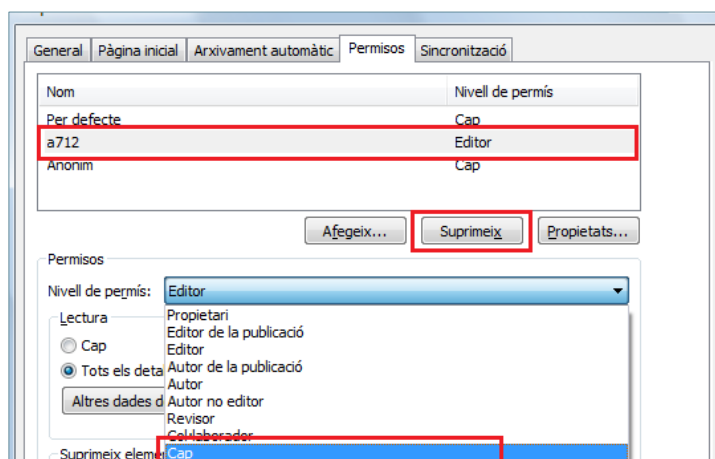 General Pàgina inicial Arxivament automàtic Permisos Sincronització
Nom Nivell de permís
Per defecte Cap
a712 Editor
Anònim Cap
Afegeix... Suprimeix Propietats...
Permisos
Nivell de permís: Editor
Propietari
Lectura
Editor de la publicació
Cap
Editor
Autor de la publicació
Tots els deta
Autor
Altres dades d
Autor no editor
Revisor
Col·laborador
Suprimeix eleme
Cap